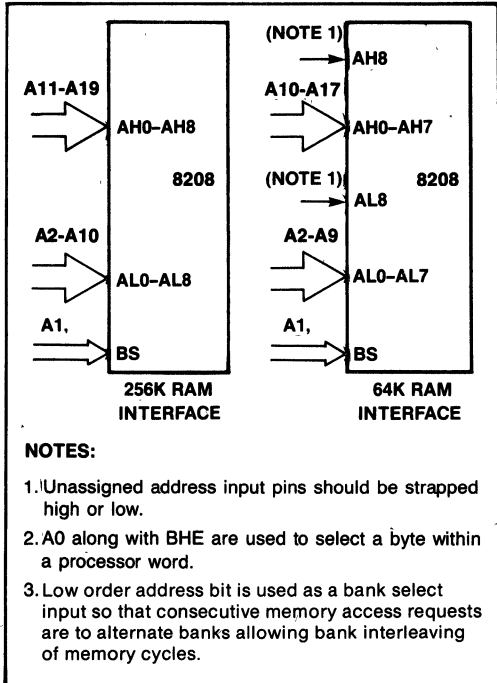 A11-A19
AH0–AH8
8208
A2-A10
AL0–AL8
A1,
BS
256K RAM
INTERFACE
(NOTE 1)
AH8
A10-A17
AH0–AH7
(NOTE 1)
8208
AL8
A2-A9
AL0–AL7
A1,
BS
64K RAM
INTERFACE
NOTES:
1. Unassigned address input pins should be strapped
high or low.
2. A0 along with BHE are used to select a byte within
a processor word.
3. Low order address bit is used as a bank select
input so that consecutive memory access requests
are to alternate banks allowing bank interleaving
of memory cycles.